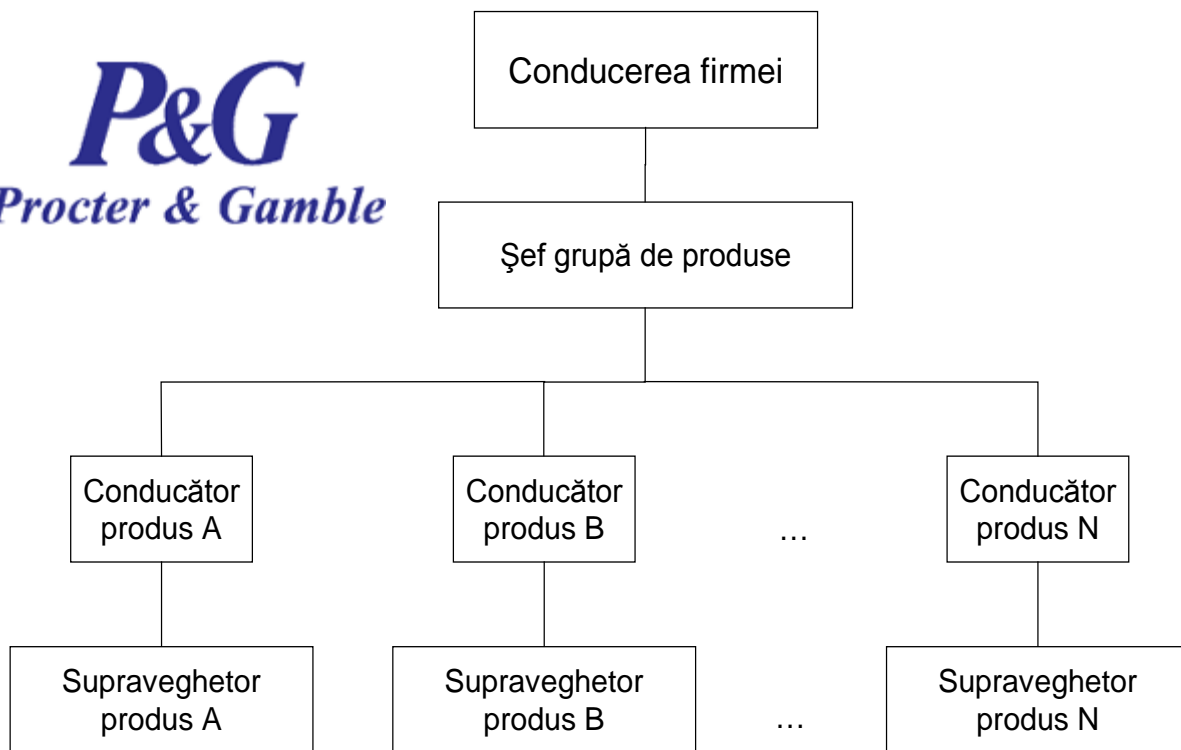 P&G
Procter & Gamble
Conducerea firmei
Şef grupă de produse
Conducător
produs A
Conducător
produs B
...
Conducător
produs N
Supraveghetor
produs A
Supraveghetor
produs B
...
Supraveghetor
produs N